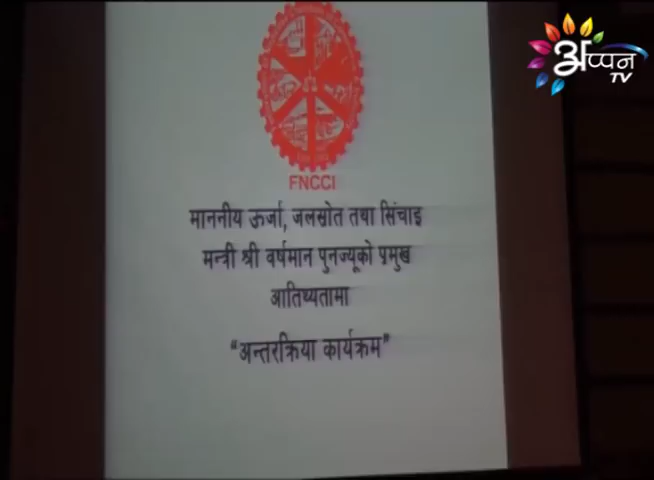 अप्पन
TV
FNCCI
माननीय ऊर्जा, जलस्रोत तथा सिंचाइ
मन्त्री श्री वर्षमान पुनज्यूको प्रमुख
आतिथ्यतामा
“अन्तरक्रिया कार्यक्रम”